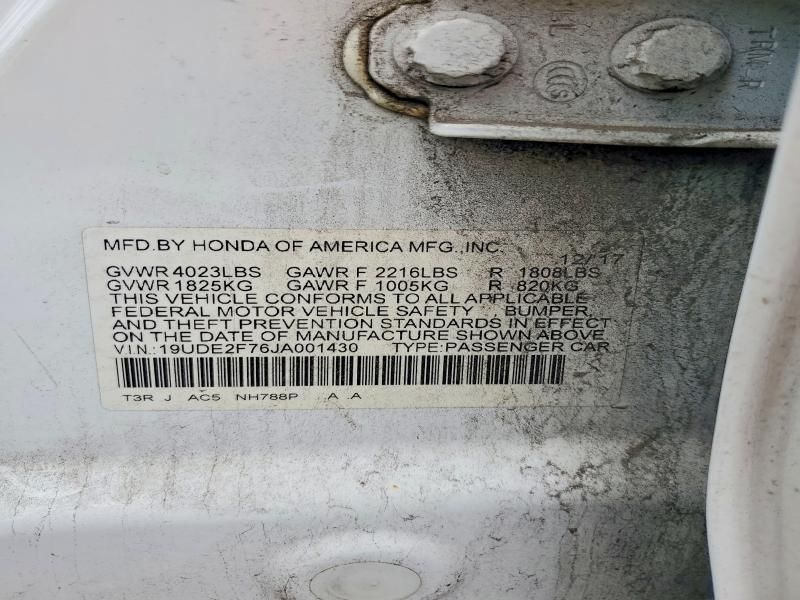 L
TRW R
MFD.BY HONDA OF AMERICA MFG.,INC. 12/17
GVWR 4023LBS GAWR F 2216LBS R 1808LBS
GVWR 1825KG GAWR F 1005KG R 820KG
THIS VEHICLE CONFORMS TO ALL APPLICABLE
FEDERAL MOTOR VEHICLE SAFETY , BUMPER,
AND THEFT PREVENTION STANDARDS IN EFFECT
ON THE DATE OF MANUFACTURE SHOWN ABOVE
V.I.N.:19UDE2F76JA001430 TYPE:PASSENGER CAR
T3R J AC5 NH788P A A